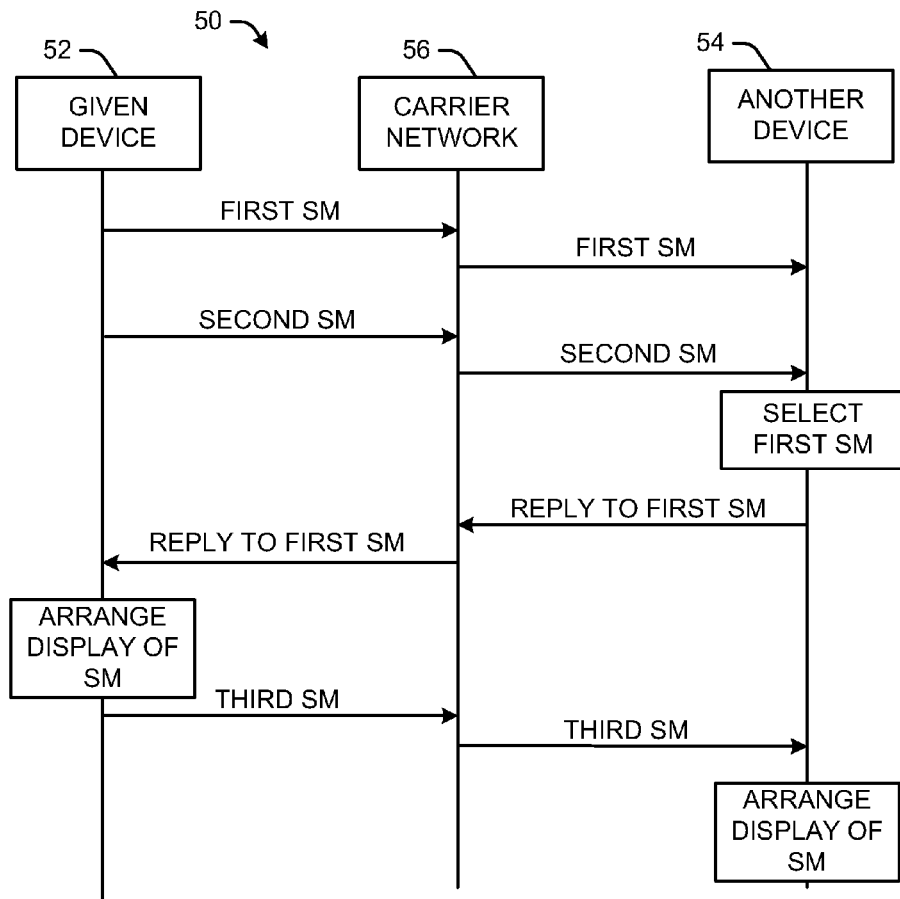 50
52
56
54
GIVEN
DEVICE
CARRIER
NETWORK
ANOTHER
DEVICE
FIRST SM
FIRST SM
SECOND SM
SECOND SM
SELECT
FIRST SM
REPLY TO FIRST SM
REPLY TO FIRST SM
ARRANGE
DISPLAY OF
SM
THIRD SM
THIRD SM
ARRANGE
DISPLAY OF
SM